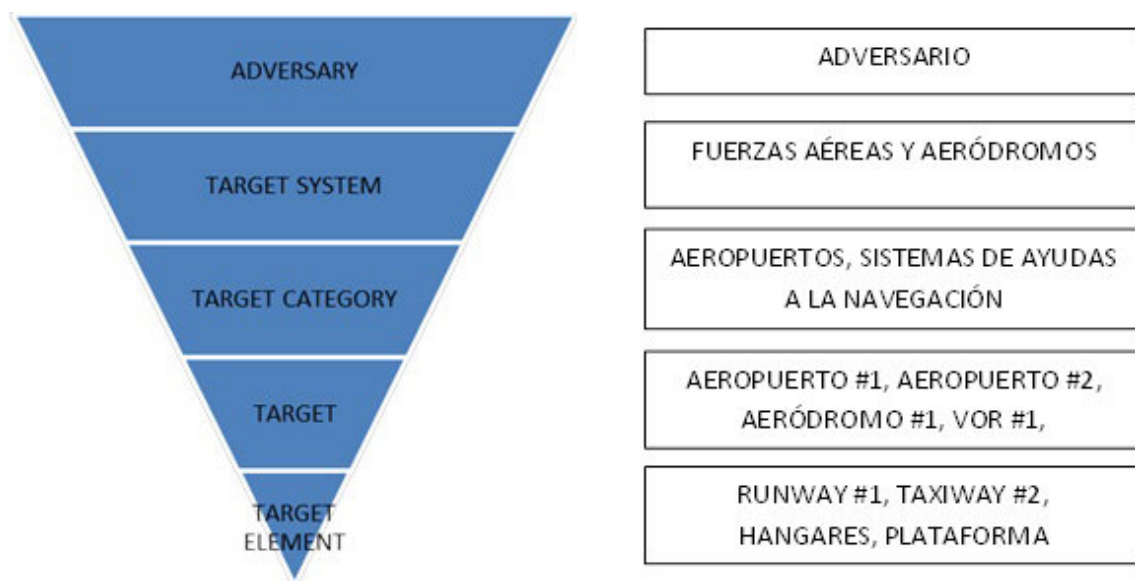 ADVERSARY
ADVERSARIO
TARGET SYSTEM
FUERZAS AÉREAS Y AERÓDROMOS
TARGET CATEGORY
AEROPUERTOS, SISTEMAS DE AYUDAS
A LA NAVEGACIÓN
TARGET
AEROPUERTO #1, AEROPUERTO #2,
AERÓDROMO #1, VOR #1,
TARGET
ELEMENT
RUNWAY #1, TAXIWAY #2,
HANGARES, PLATAFORMA